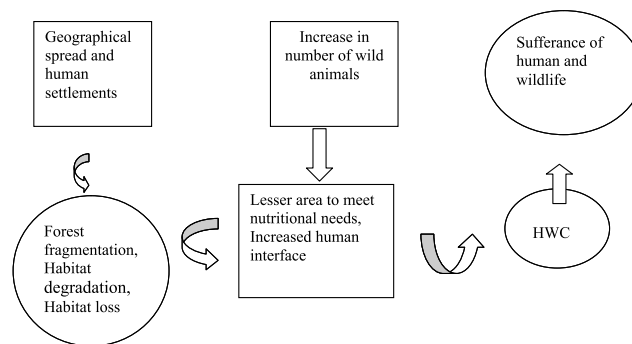 Geographical
spread and
human
settlements
Increase in
number of wild
animals
Sufferance of
human and
wildlife
Forest
fragmentation,
Habitat
degradation,
Habitat loss
Lesser area to meet
nutritional needs,
Increased human
interface
HWC